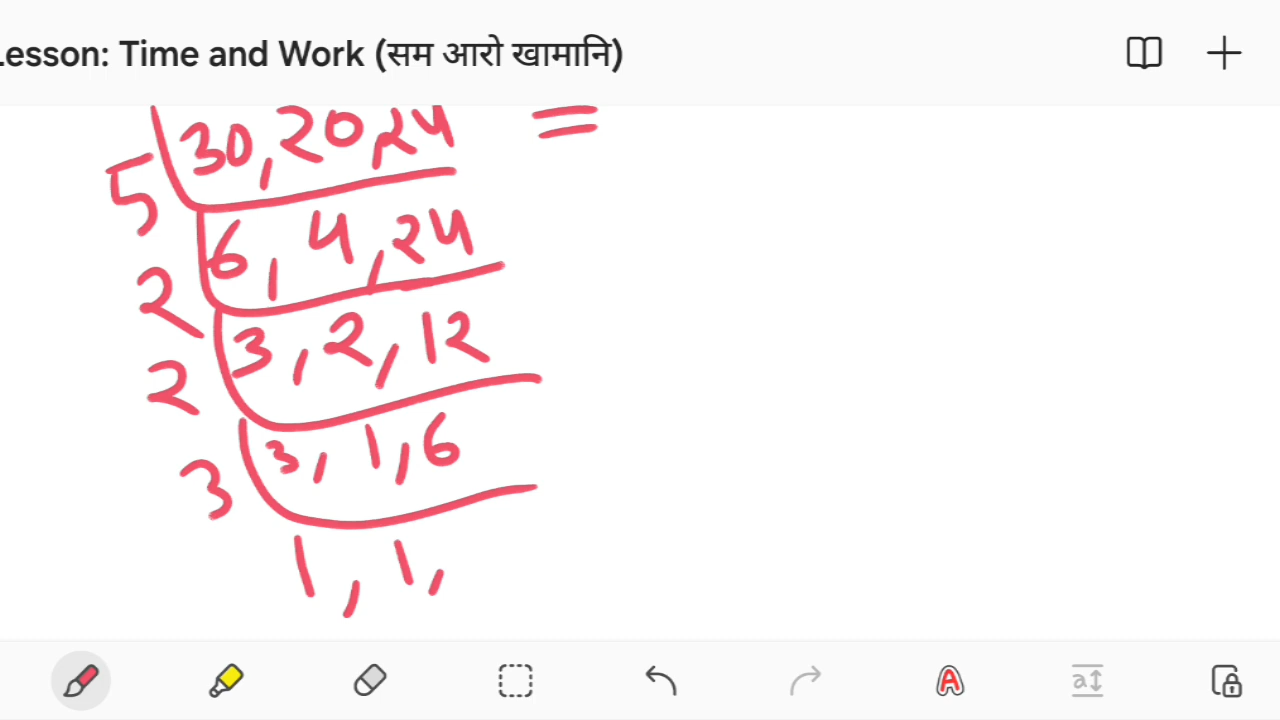 Lesson: Time and Work (सम आरो खामानि)
5 30, 20, 24 =
2 6, 4, 24
2 3, 2, 12
3 3, 1, 6
1, 1,
A
a